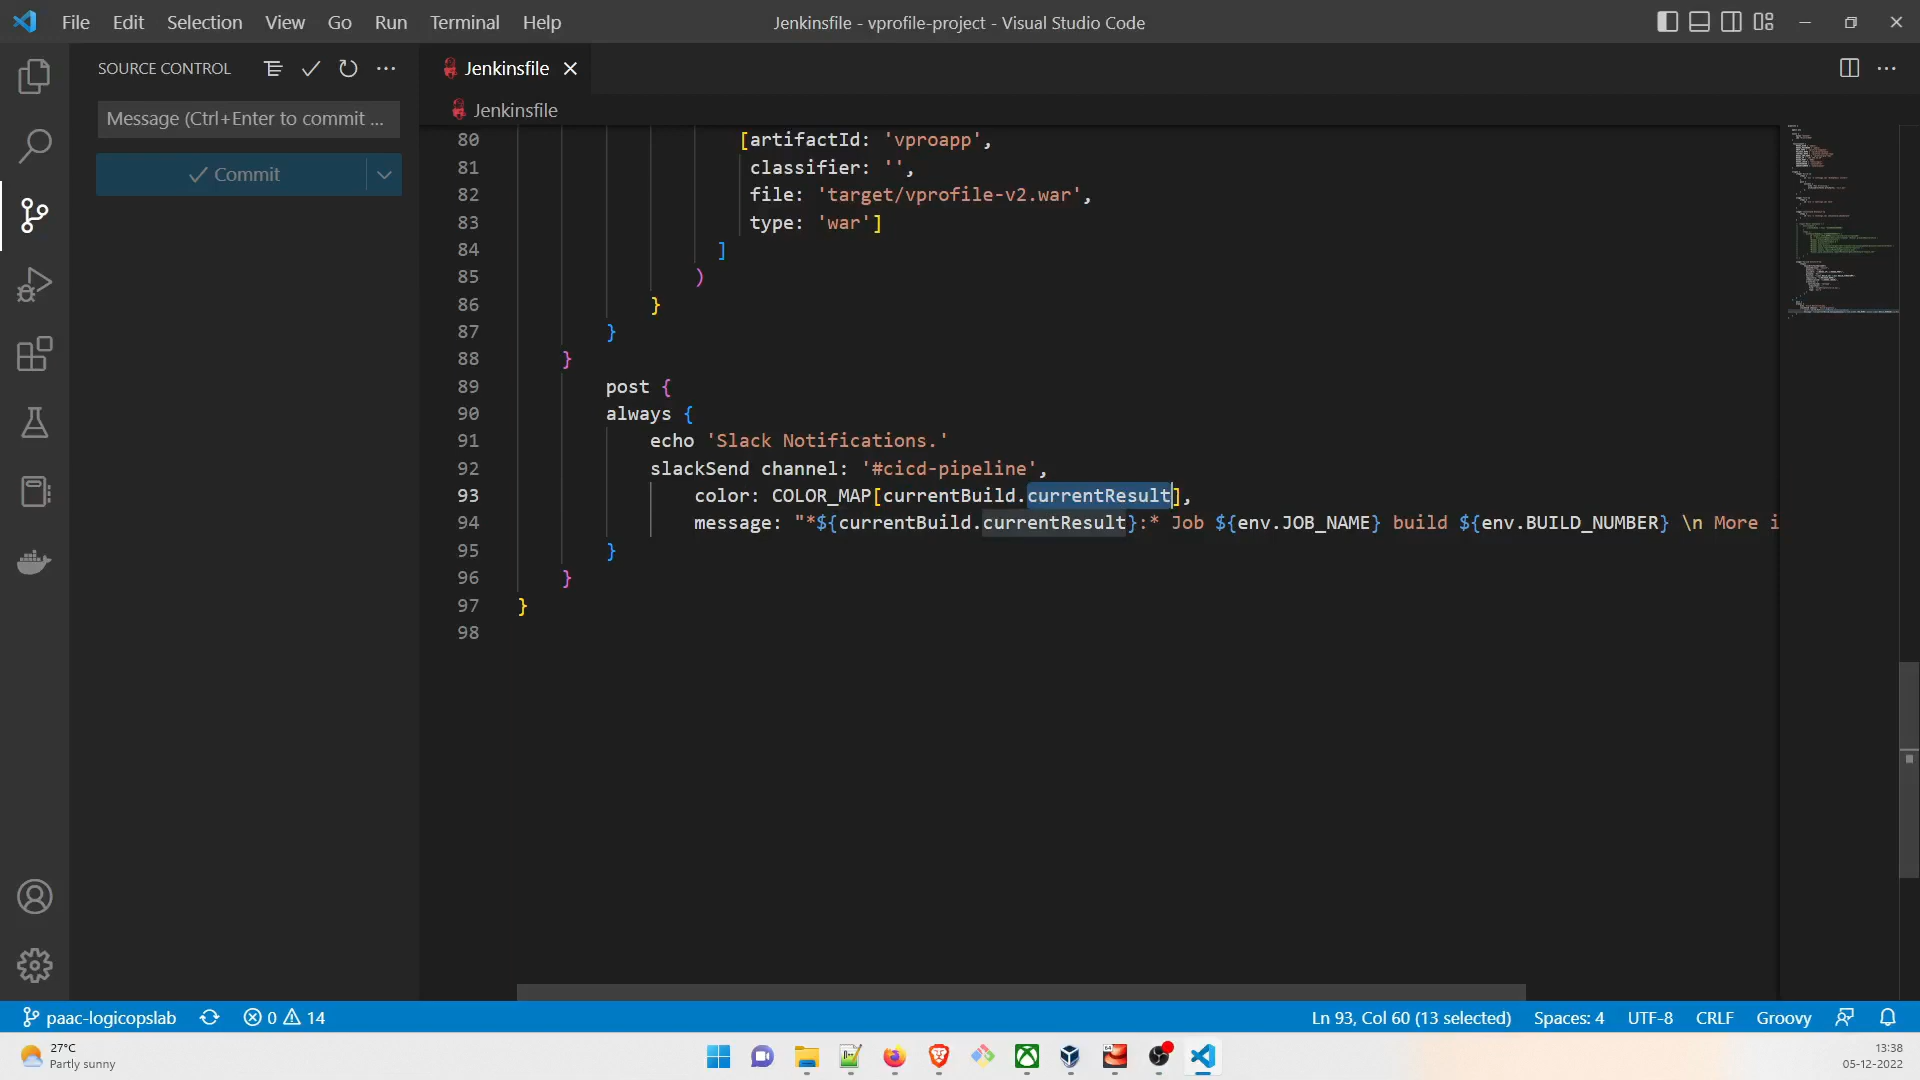 File Edit Selection View Go Run Terminal Help
Jenkinsfile - vprofile-project - Visual Studio Code
SOURCE CONTROL
Jenkinsfile
Message (Ctrl+Enter to commit ...
Commit
Jenkinsfile
80 [artifactId: 'vproapp',
81 classifier: '',
82 file: 'target/vprofile-v2.war',
83 type: 'war']
84 ]
85 )
86 }
87 }
88 }
89 post {
90 always {
91 echo 'Slack Notifications.'
92 slackSend channel: '#cicd-pipeline',
93 color: COLOR_MAP[currentBuild.currentResult],
94 message: "*${currentBuild.currentResult}:* Job ${env.JOB_NAME} build ${env.BUILD_NUMBER} \n More i
95 }
96 }
97 }
98
paac-logicopslab 0 14
Ln 93, Col 60 (13 selected) Spaces: 4 UTF-8 CRLF Groovy
27°C
Partly sunny
13:38
05-12-2022